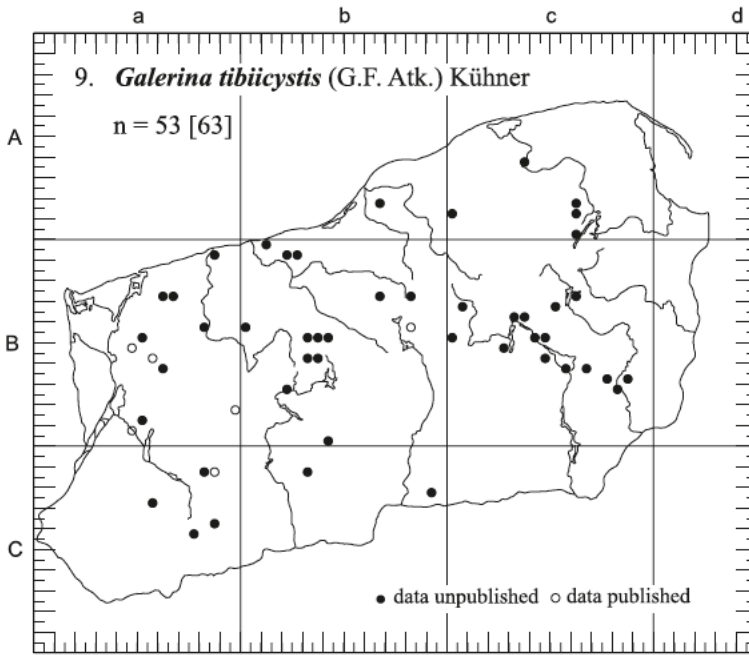 a b c d
9. Galerina tibiicystis (G.F. Atk.) Kühner
n = 53 [63]
A
B
C
data unpublished data published